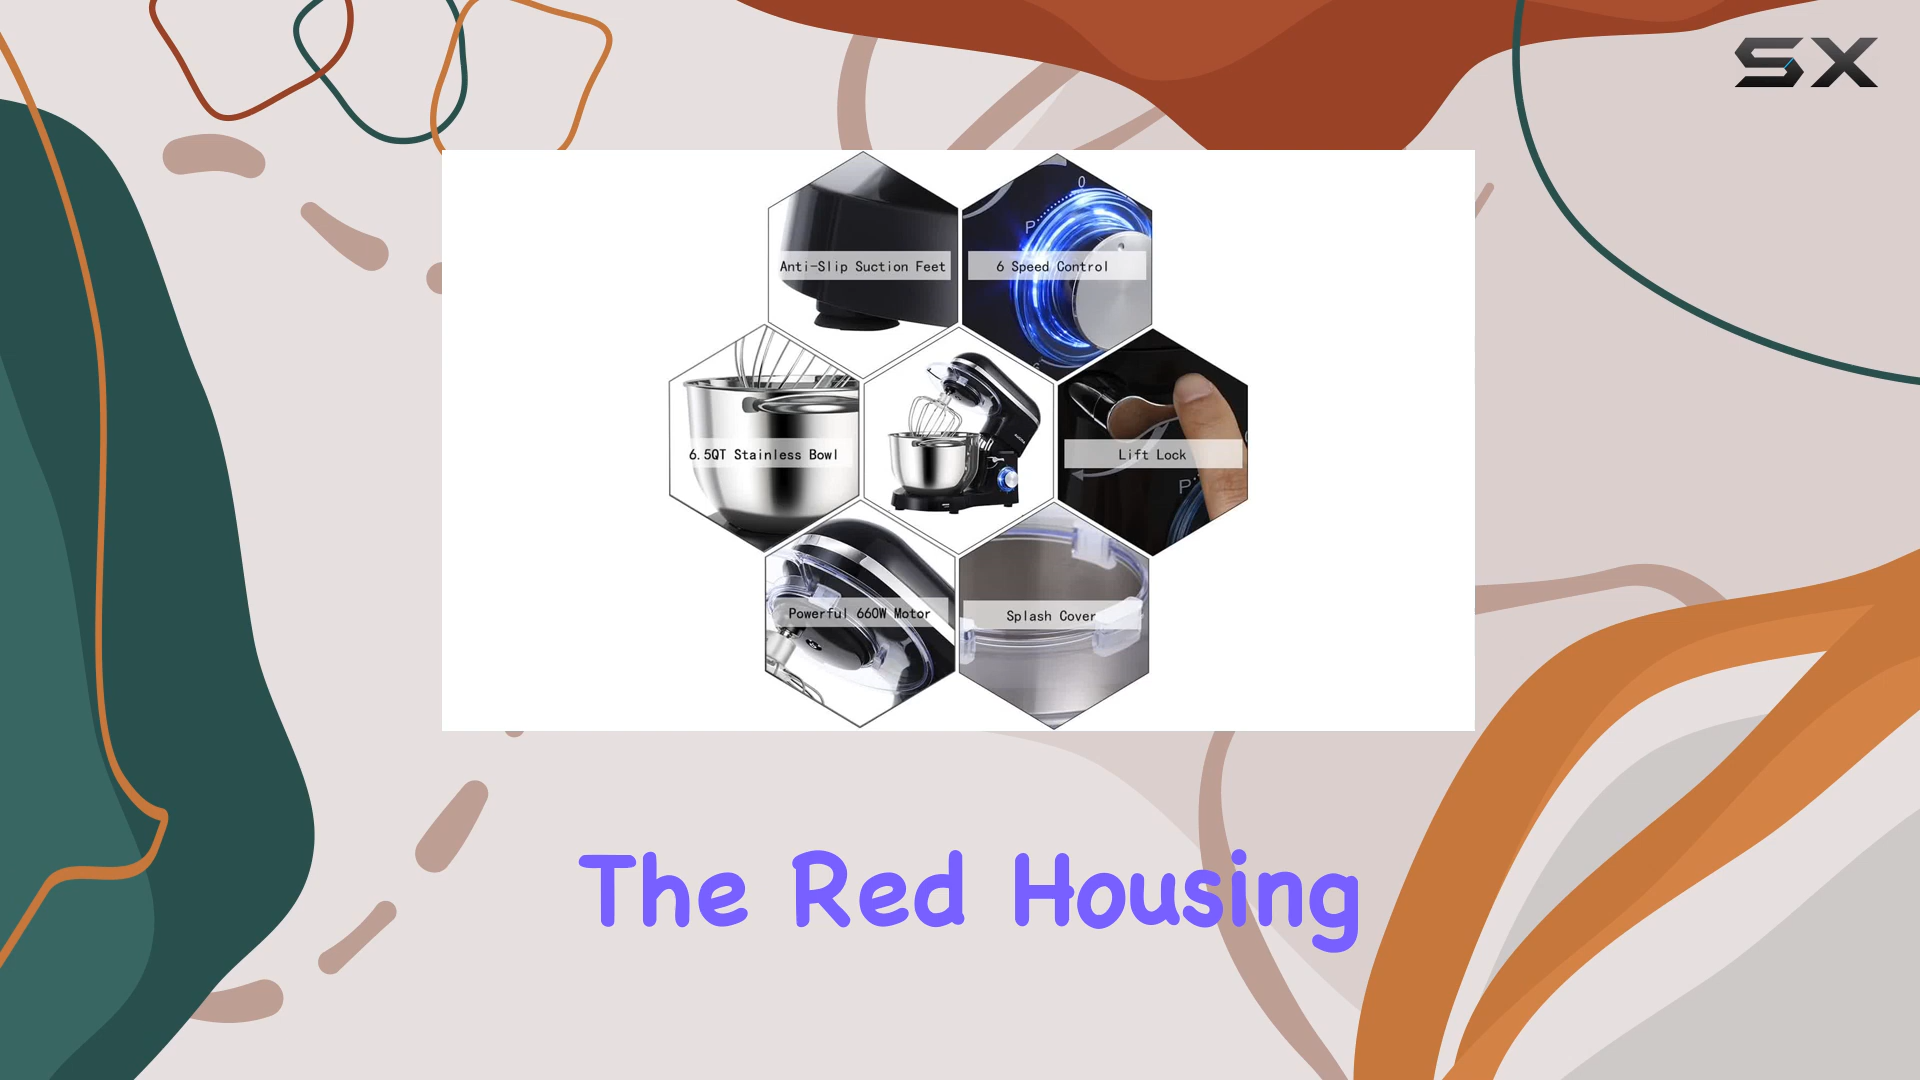 SX
Anti-Slip Suction Feet
6 Speed Control
0
P
6.5QT Stainless Bowl
Lift Lock
P
Powerful 660W Motor
Splash Cover
The Red Housing